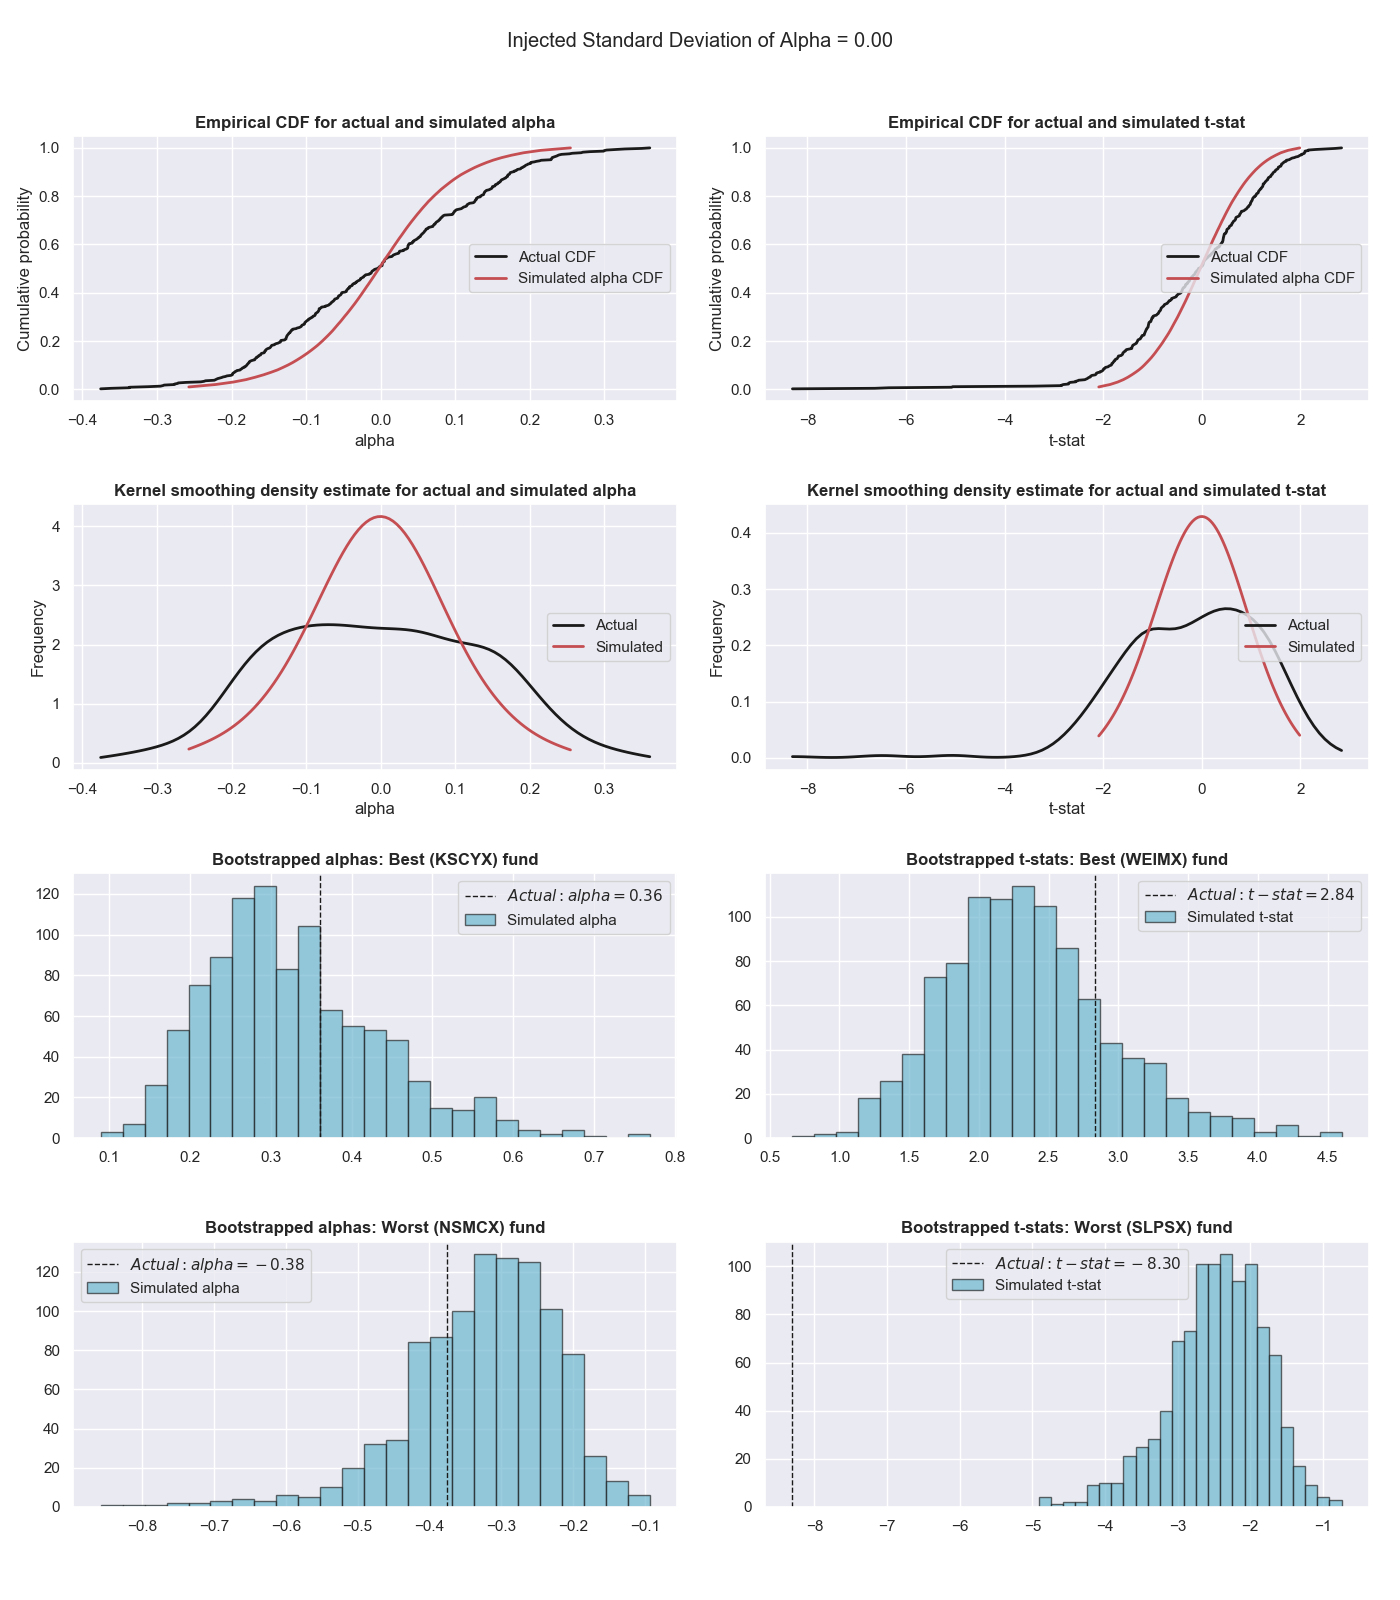 Injected Standard Deviation of Alpha = 0.00
Empirical CDF for actual and simulated alpha
Cumulative probability
1.0
0.8
0.6
0.4
0.2
0.0
Actual CDF
Simulated alpha CDF
−0.4 −0.3 −0.2 −0.1 0.0 0.1 0.2 0.3
alpha
Empirical CDF for actual and simulated t-stat
Cumulative probability
1.0
0.8
0.6
0.4
0.2
0.0
Actual CDF
Simulated alpha CDF
−8 −6 −4 −2 0 2
t-stat
Kernel smoothing density estimate for actual and simulated alpha
Frequency
4
3
2
1
0
Actual
Simulated
−0.4 −0.3 −0.2 −0.1 0.0 0.1 0.2 0.3
alpha
Kernel smoothing density estimate for actual and simulated t-stat
Frequency
0.4
0.3
0.2
0.1
0.0
Actual
Simulated
−8 −6 −4 −2 0 2
t-stat
Bootstrapped alphas: Best (KSCYX) fund
120
100
80
60
40
20
0
Actual : alpha = 0.36
Simulated alpha
0.1 0.2 0.3 0.4 0.5 0.6 0.7 0.8
Bootstrapped t-stats: Best (WEIMX) fund
100
80
60
40
20
0
Actual : t − stat = 2.84
Simulated t-stat
0.5 1.0 1.5 2.0 2.5 3.0 3.5 4.0 4.5
Bootstrapped alphas: Worst (NSMCX) fund
120
100
80
60
40
20
0
Actual : alpha = − 0.38
Simulated alpha
−0.8 −0.7 −0.6 −0.5 −0.4 −0.3 −0.2 −0.1
Bootstrapped t-stats: Worst (SLPSX) fund
100
80
60
40
20
0
Actual : t − stat = − 8.30
Simulated t-stat
−8 −7 −6 −5 −4 −3 −2 −1